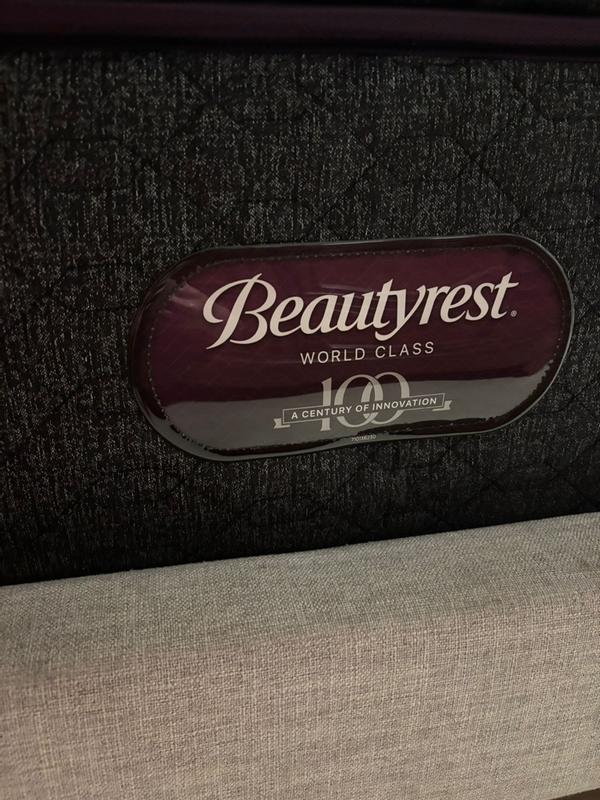 Beautyrest®
WORLD CLASS
100
A CENTURY OF INNOVATION